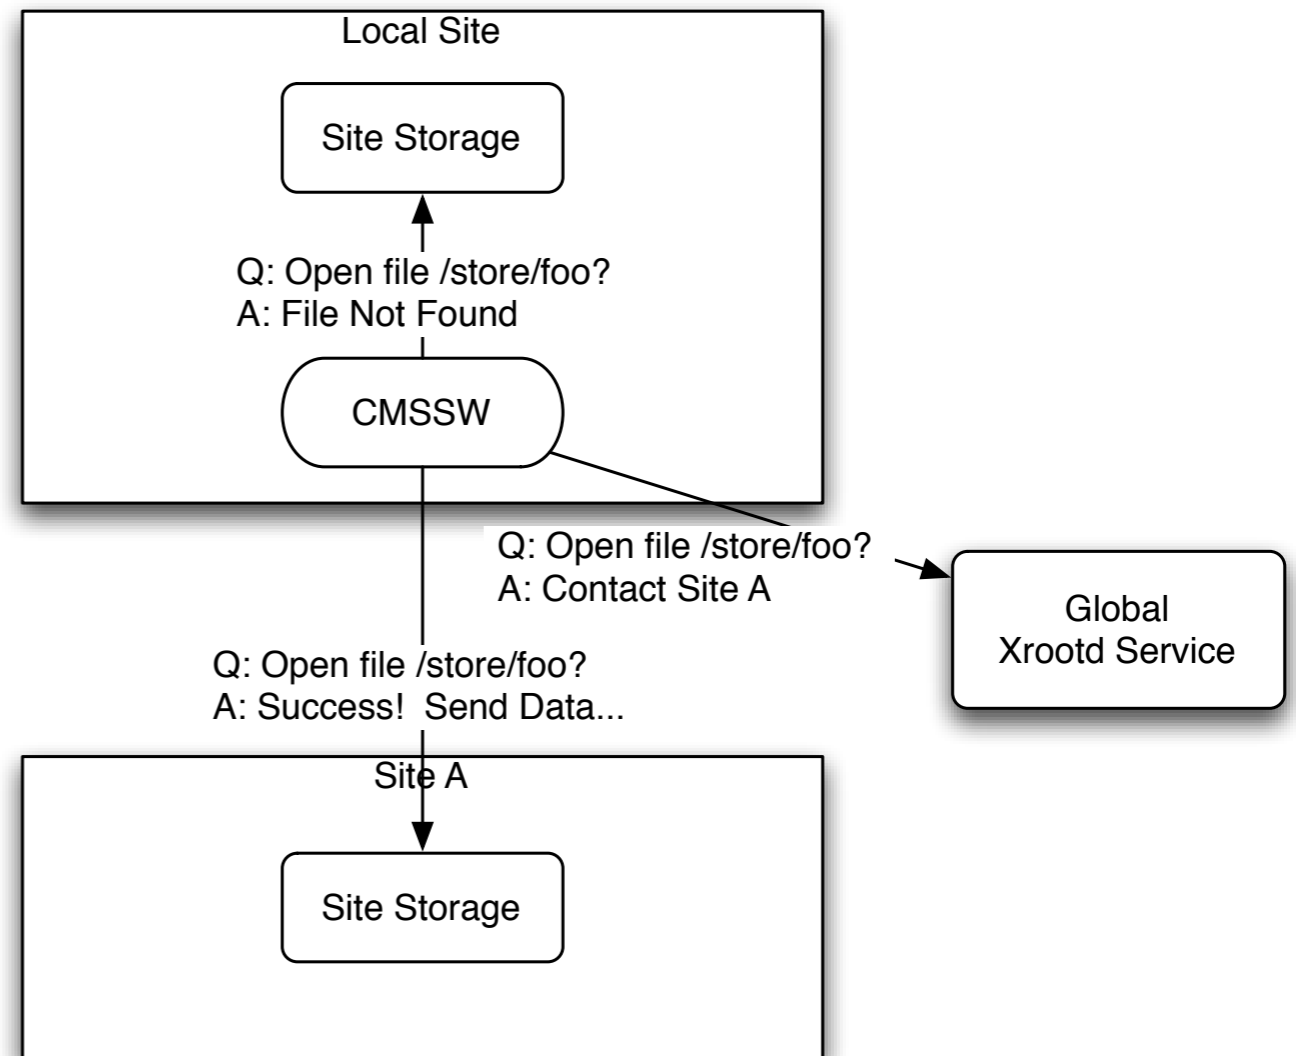 Local Site
Site Storage
Q: Open file /store/foo?
A: File Not Found
CMSSW
Q: Open file /store/foo?
A: Contact Site A
Global
Xrootd Service
Q: Open file /store/foo?
A: Success!  Send Data...
Site A
Site Storage